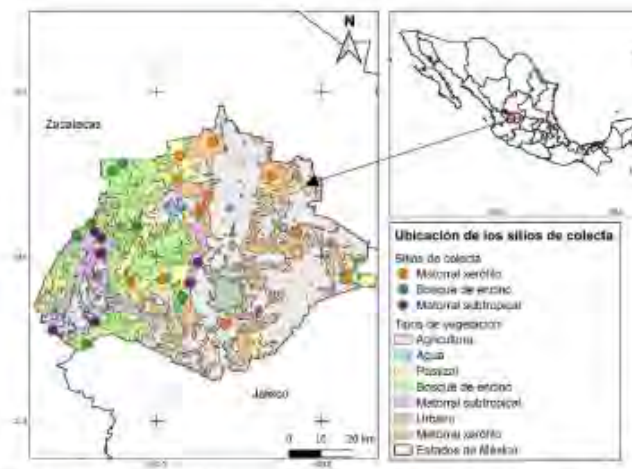 N
Zacatecas
Jalisco
0 10 20 km
Ubicación de los sitios de colecta
Sitios de colecta
Matorral xerófilo
Bosque de encino
Matorral subtropical
Tipos de vegetación
Agricultura
Agua
Pastizal
Bosque de encino
Matorral subtropical
Urbano
Matorral xerófilo
Estados de México